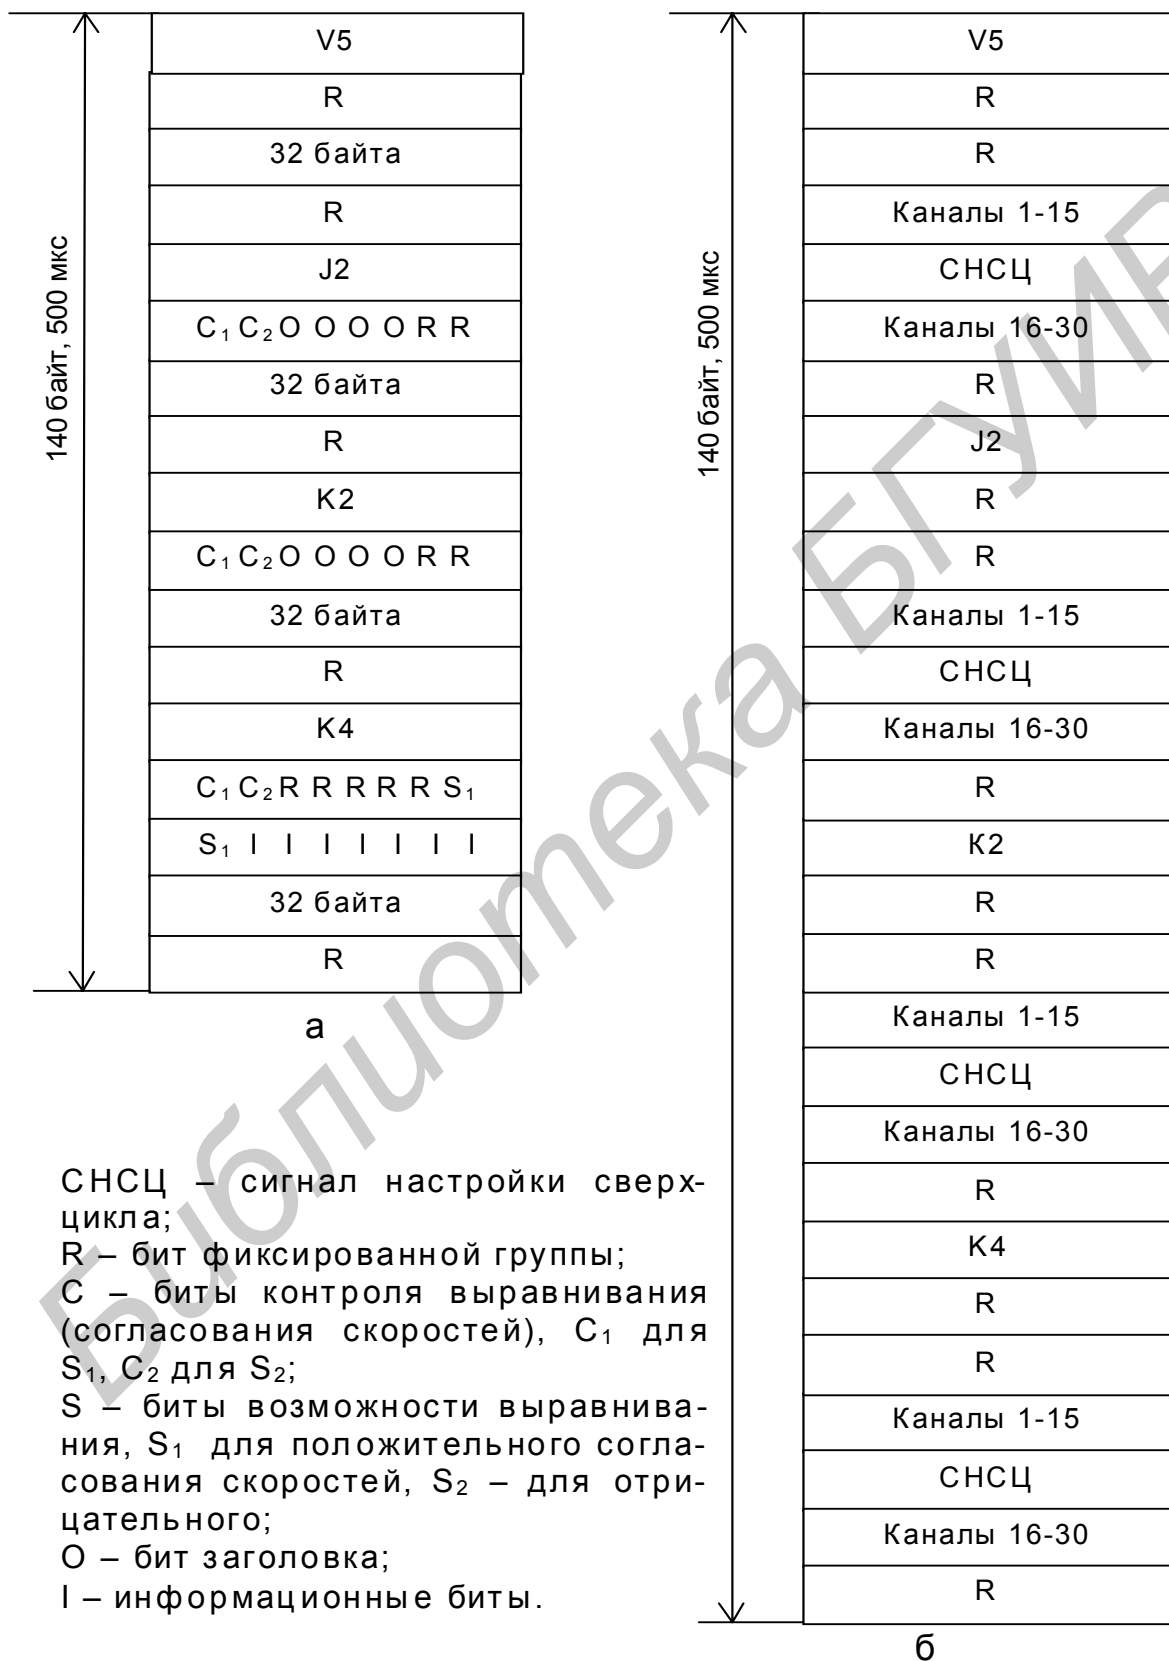 V5
R
32 байта
R
J2
C₁ C₂ O O O O R R
32 байта
R
K2
C₁ C₂ O O O O R R
32 байта
R
K4
C₁ C₂ R R R R R S₁
S₁ I I I I I I I
32 байта
R
140 байт, 500 мкс
а
СНСЦ – сигнал настройки сверх-
цикла;
R – бит фиксированной группы;
C – биты контроля выравнивания
(согласования скоростей), C₁ для
S₁, C₂ для S₂;
S – биты возможности выравнива-
ния, S₁ для положительного согла-
сования скоростей, S₂ – для отри-
цательного;
О – бит заголовка;
I – информационные биты.
140 байт, 500 мкс
V5
R
R
Каналы 1-15
СНСЦ
Каналы 16-30
R
J2
R
R
Каналы 1-15
СНСЦ
Каналы 16-30
R
К2
R
R
Каналы 1-15
СНСЦ
Каналы 16-30
R
K4
R
R
Каналы 1-15
СНСЦ
Каналы 16-30
R
б
Библиотека БГУИР